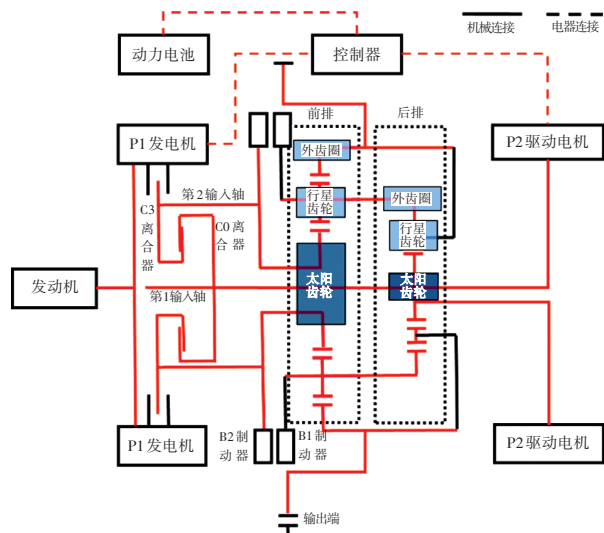 机械连接
电器连接
动力电池
控制器
前排
后排
P1发电机
P2驱动电机
外齿圈
第2输入轴
行星
齿轮
外齿圈
C3离合器
C0离合器
行星
齿轮
发动机
太阳
齿轮
太阳
齿轮
第1输入轴
P1发电机
B2制
动器
B1制
动器
P2驱动电机
输出端